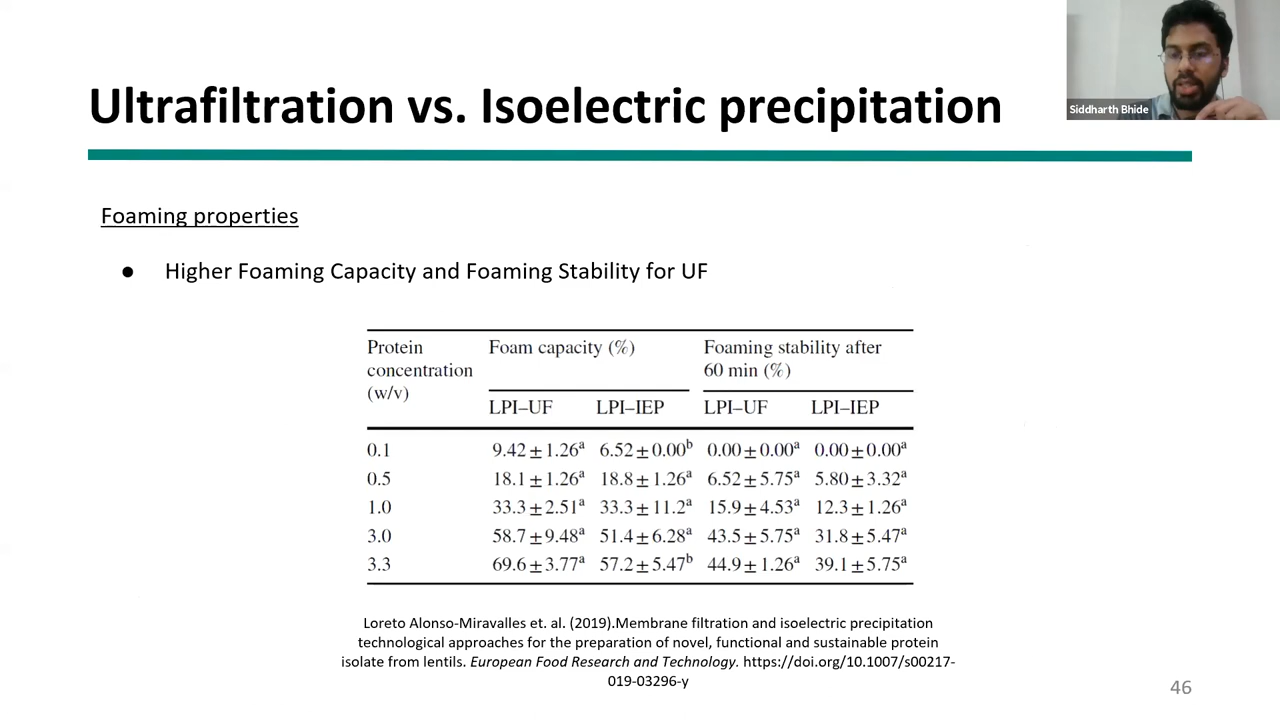 Siddharth Bhide
Ultrafiltration vs. Isoelectric precipitation
Foaming properties
● Higher Foaming Capacity and Foaming Stability for UF
Protein concentration (w/v) Foam capacity (%) Foaming stability after 60 min (%)
LPI–UF LPI–IEP LPI–UF LPI–IEP
0.1 9.42±1.26ᵃ 6.52±0.00ᵇ 0.00±0.00ᵃ 0.00±0.00ᵃ
0.5 18.1±1.26ᵃ 18.8±1.26ᵃ 6.52±5.75ᵃ 5.80±3.32ᵃ
1.0 33.3±2.51ᵃ 33.3±11.2ᵃ 15.9±4.53ᵃ 12.3±1.26ᵃ
3.0 58.7±9.48ᵃ 51.4±6.28ᵃ 43.5±5.75ᵃ 31.8±5.47ᵃ
3.3 69.6±3.77ᵃ 57.2±5.47ᵇ 44.9±1.26ᵃ 39.1±5.75ᵃ
Loreto Alonso-Miravalles et. al. (2019).Membrane filtration and isoelectric precipitation
technological approaches for the preparation of novel, functional and sustainable protein
isolate from lentils. European Food Research and Technology. https://doi.org/10.1007/s00217-
019-03296-y
46